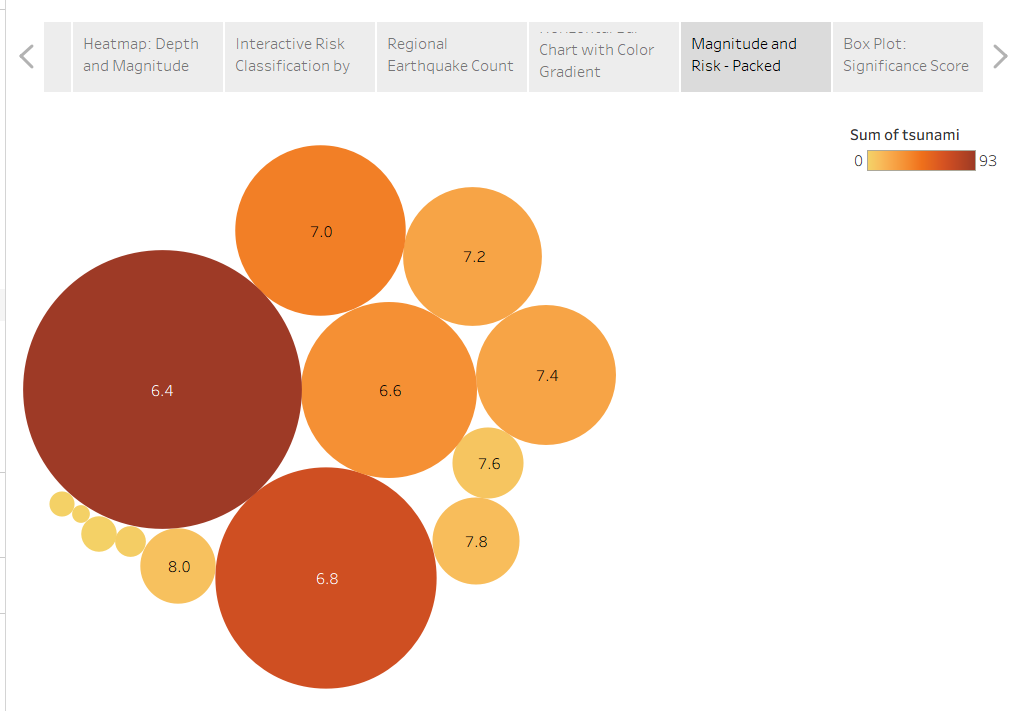 Heatmap: Depth
and Magnitude
Interactive Risk
Classification by
Regional
Earthquake Count
Chart with Color
Gradient
Magnitude and
Risk - Packed
Box Plot:
Significance Score
Sum of tsunami
0 93
7.0
7.2
7.4
6.4
6.6
7.6
7.8
8.0
6.8